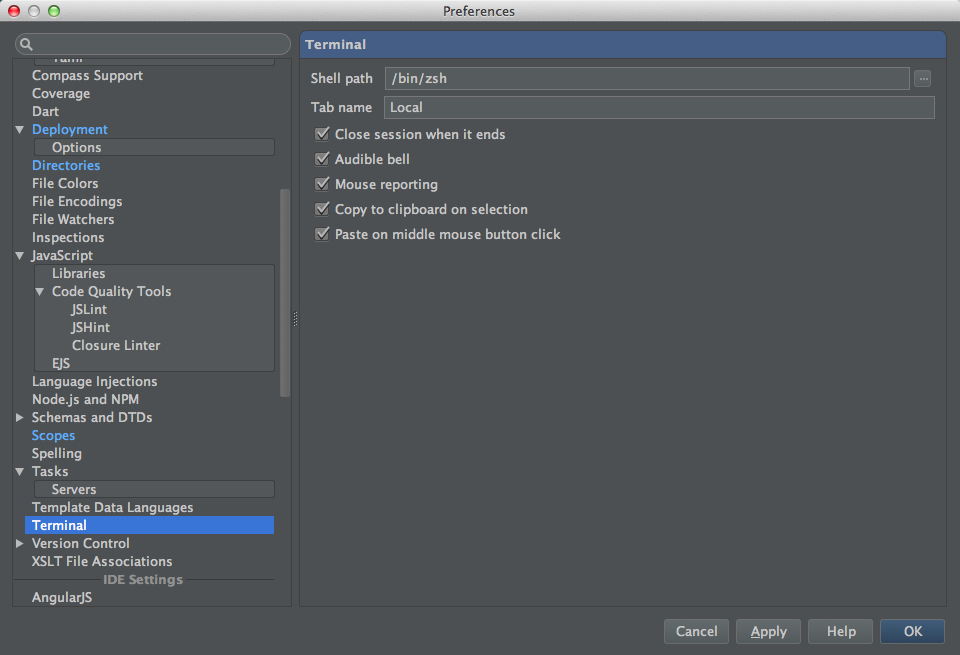 Preferences
Compass Support
Coverage
Dart
Deployment
Options
Directories
File Colors
File Encodings
File Watchers
Inspections
JavaScript
Libraries
Code Quality Tools
JSLint
JSHint
Closure Linter
EJS
Language Injections
Node.js and NPM
Schemas and DTDs
Scopes
Spelling
Tasks
Servers
Template Data Languages
Terminal
Version Control
XSLT File Associations
IDE Settings
AngularJS
Terminal
Shell path /bin/zsh ...
Tab name Local
Close session when it ends
Audible bell
Mouse reporting
Copy to clipboard on selection
Paste on middle mouse button click
Cancel Apply Help OK